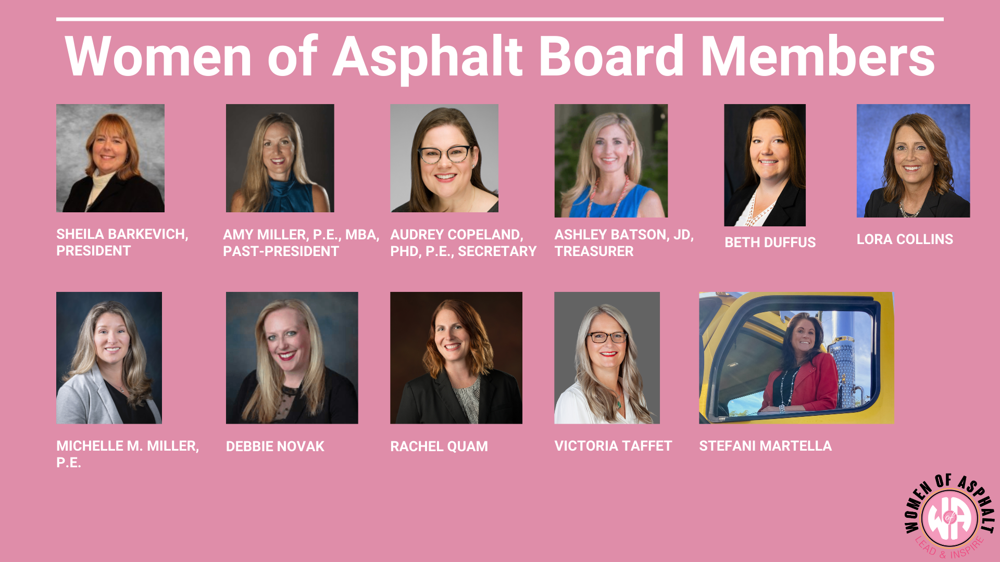 Women of Asphalt Board Members
SHEILA BARKEVICH,
PRESIDENT
AMY MILLER, P.E., MBA,
PAST-PRESIDENT
AUDREY COPELAND,
PHD, P.E., SECRETARY
ASHLEY BATSON, JD,
TREASURER
BETH DUFFUS
LORA COLLINS
MICHELLE M. MILLER,
P.E.
DEBBIE NOVAK
RACHEL QUAM
VICTORIA TAFFET
STEFANI MARTELLA
WOMEN OF ASPHALT
WofA
LEAD & INSPIRE